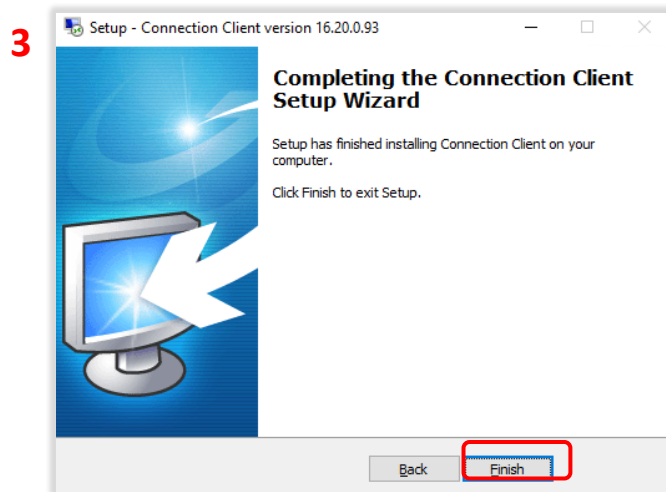 3
Setup - Connection Client version 16.20.0.93
Completing the Connection Client
Setup Wizard
Setup has finished installing Connection Client on your
computer.
Click Finish to exit Setup.
Back
Finish